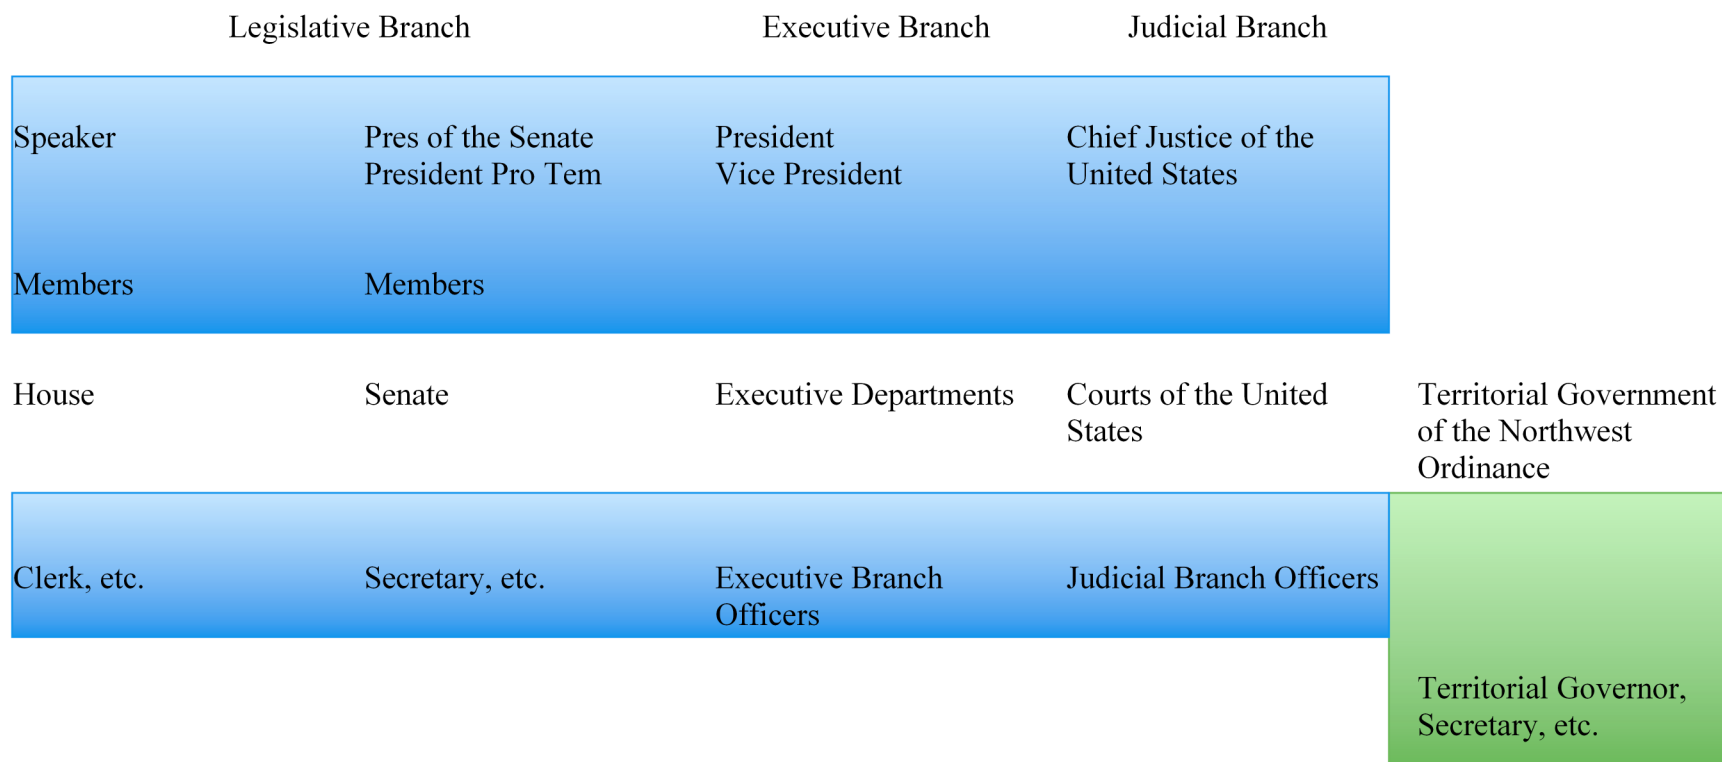 Legislative Branch Executive Branch Judicial Branch
Speaker Pres of the Senate President Chief Justice of the
President Pro Tem Vice President United States
Members Members
House Senate Executive Departments Courts of the United Territorial Government
States of the Northwest
Ordinance
Clerk, etc. Secretary, etc. Executive Branch Judicial Branch Officers
Officers
Territorial Governor,
Secretary, etc.